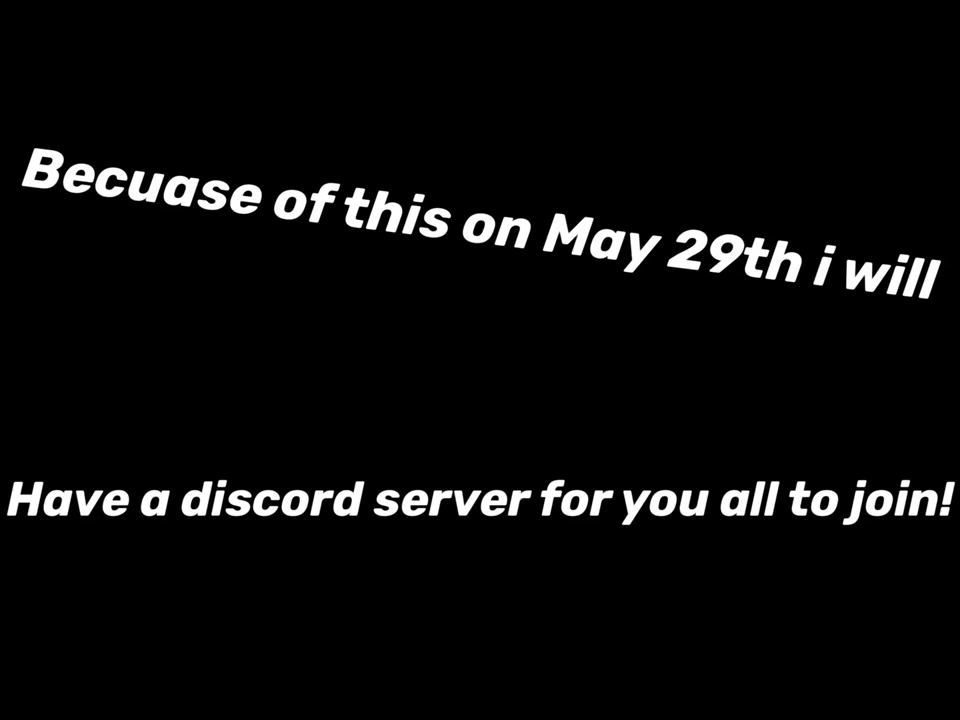 Becuase of this on May 29th i will
Have a discord server for you all to join!